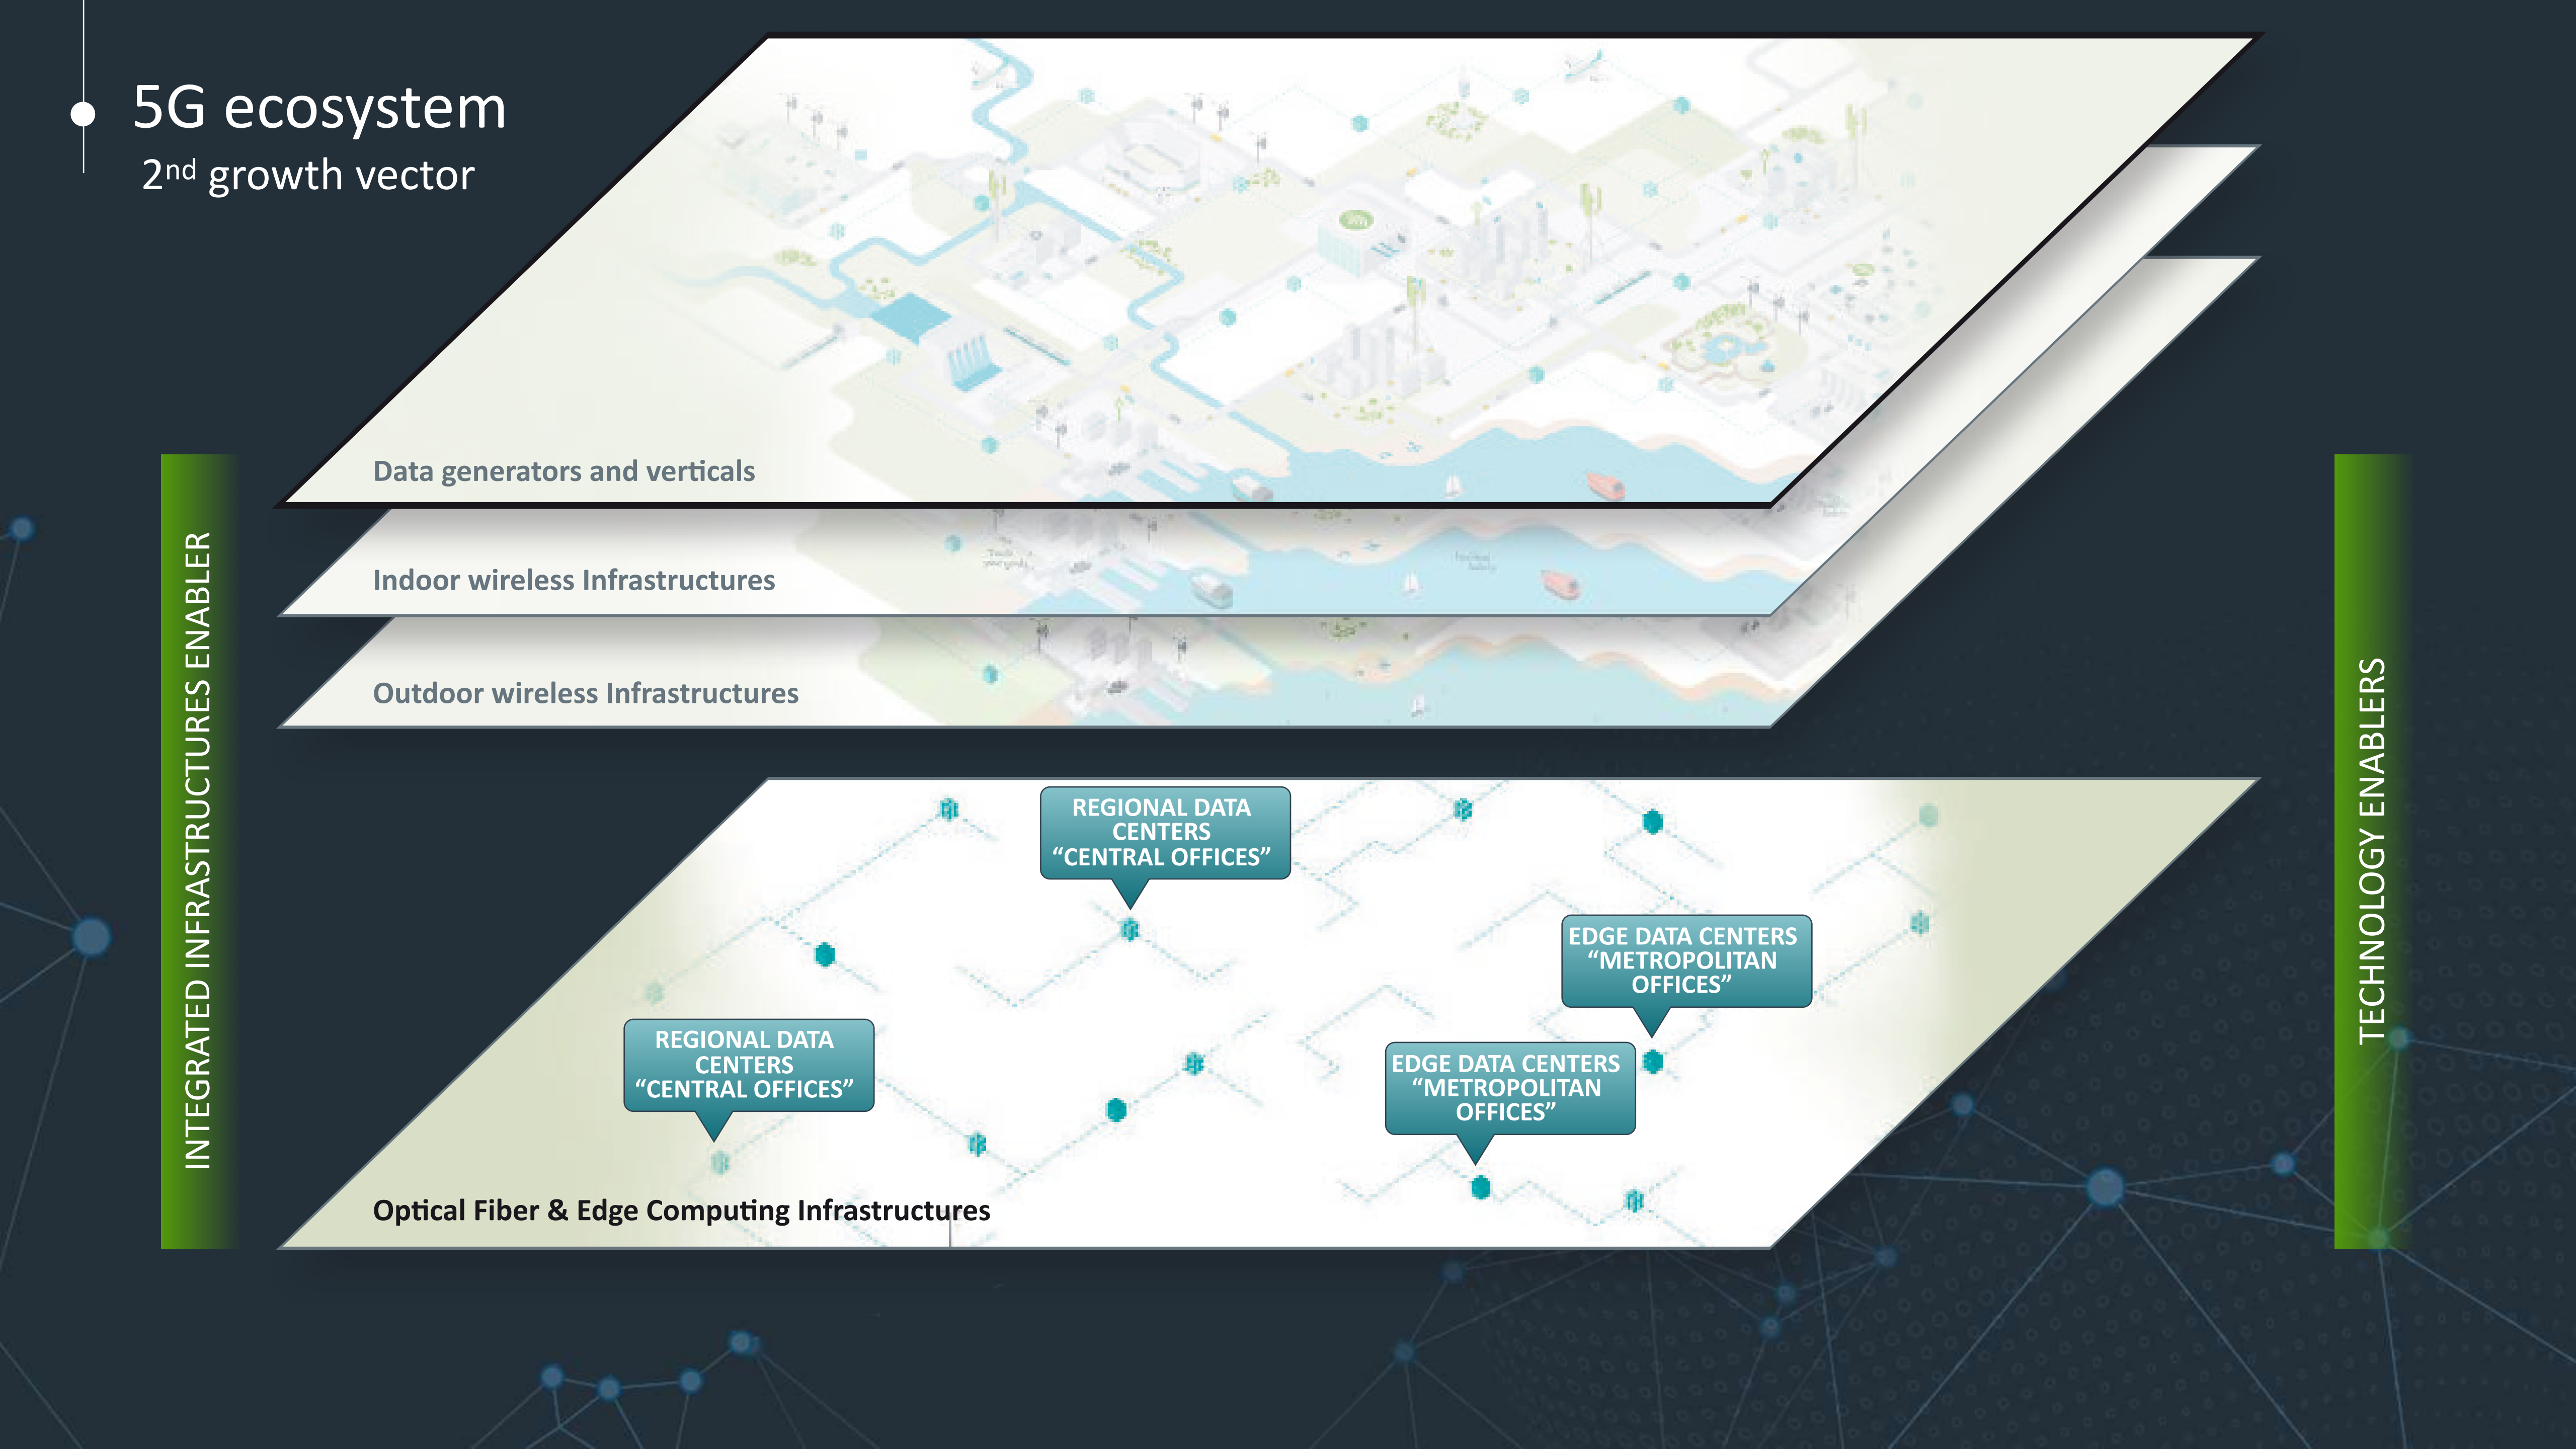 5G ecosystem
2nd growth vector
Data generators and verticals
Indoor wireless Infrastructures
Outdoor wireless Infrastructures
INTEGRATED INFRASTRUCTURES ENABLER
TECHNOLOGY ENABLERS
REGIONAL DATA
CENTERS
“CENTRAL OFFICES”
EDGE DATA CENTERS
“METROPOLITAN
OFFICES”
REGIONAL DATA
CENTERS
“CENTRAL OFFICES”
EDGE DATA CENTERS
“METROPOLITAN
OFFICES”
Optical Fiber & Edge Computing Infrastructures